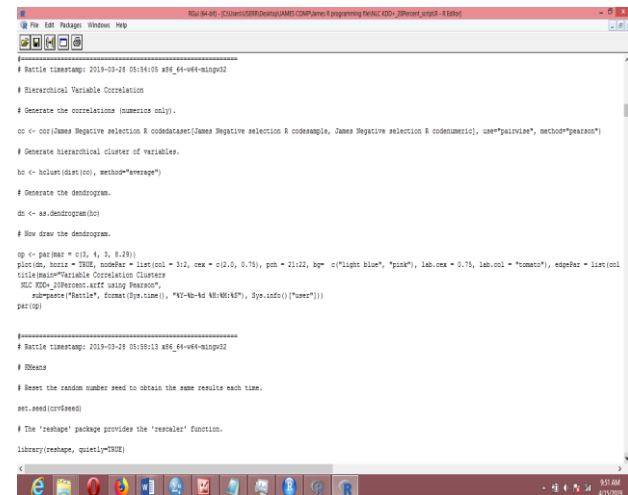 RGui (64-bit) - [C:\Users\USERR\Desktop\JAMES COMP\James R programming file\NLC KDD+_20Percent_script.R - R Editor]
File Edit Packages Windows Help
#============================================================
# Rattle timestamp: 2019-03-28 05:54:05 x86_64-w64-mingw32
# Hierarchical Variable Correlation
# Generate the correlations (numerics only).
cc <- cor(James Negative selection R codedataset[James Negative selection R codesample, James Negative selection R codenumeric], use="pairwise", method="pearson")
# Generate hierarchical cluster of variables.
hc <- hclust(dist(cc), method="average")
# Generate the dendrogram.
dn <- as.dendrogram(hc)
# Now draw the dendrogram.
op <- par(mar = c(3, 4, 3, 8.29))
plot(dn, horiz = TRUE, nodePar = list(col = 3:2, cex = c(2.0, 0.75), pch = 21:22, bg= c("light blue", "pink"), lab.cex = 0.75, lab.col = "tomato"), edgePar = list(col
title(main="Variable Correlation Clusters
NLC KDD+_20Percent.arff using Pearson",
sub=paste("Rattle", format(Sys.time(), "%Y-%b-%d %H:%M:%S"), Sys.info()["user"]))
par(op)
#============================================================
# Rattle timestamp: 2019-03-28 05:58:13 x86_64-w64-mingw32
# KMeans
# Reset the random number seed to obtain the same results each time.
set.seed(crv$seed)
# The 'reshape' package provides the 'rescaler' function.
library(reshape, quietly=TRUE)
9:51 AM
4/15/2019